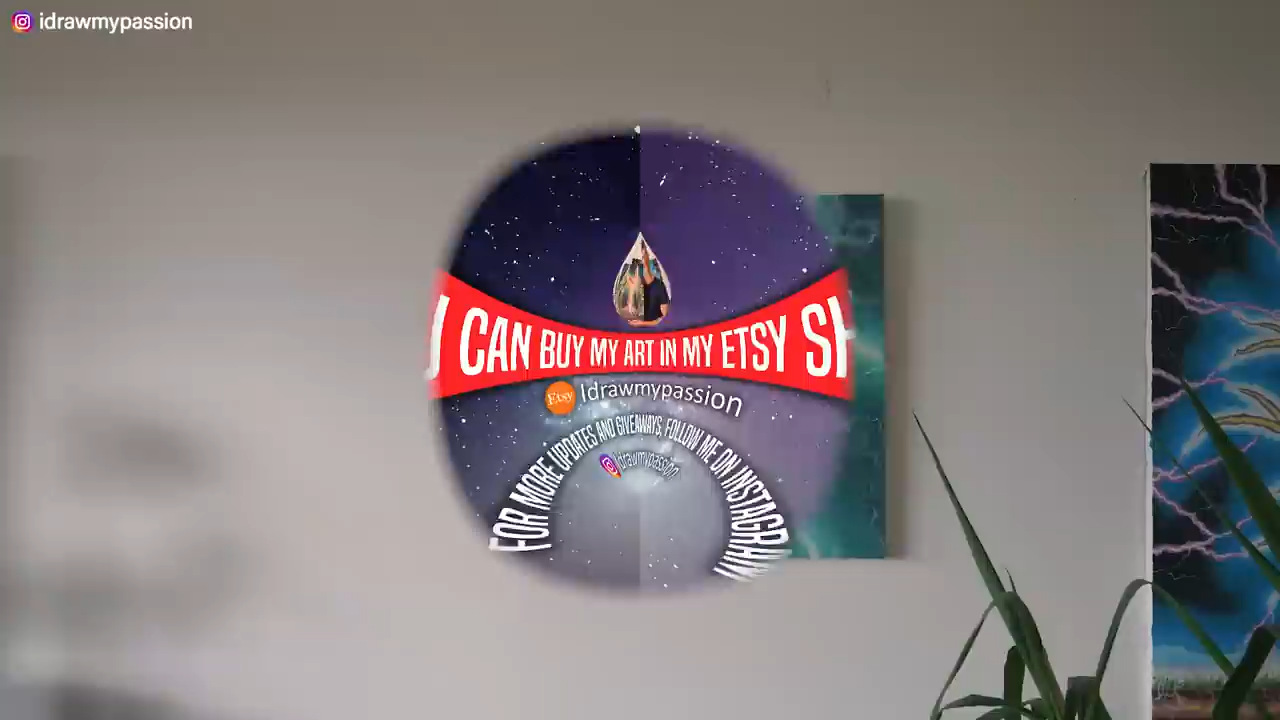 idrawmypassion
CAN BUY MY ART IN MY ETSY
Etsy Idrawmypassion
FOR MORE UPDATES AND GIVEAWAYS, FOLLOW ME ON INSTAGRAM
Idrawmypassion